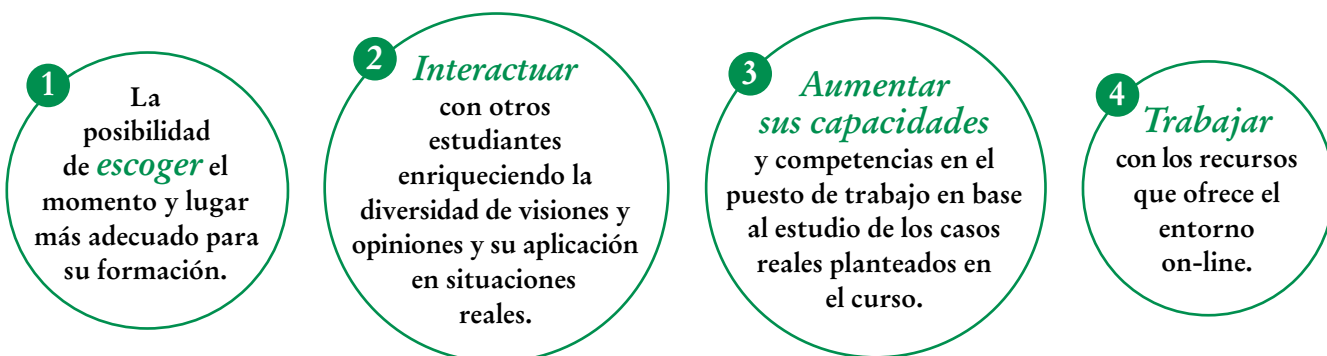 1
La
posibilidad
de escoger el
momento y lugar
más adecuado para
su formación.
2
Interactuar
con otros
estudiantes
enriqueciendo la
diversidad de visiones y
opiniones y su aplicación
en situaciones
reales.
3
Aumentar
sus capacidades
y competencias en el
puesto de trabajo en base
al estudio de los casos
reales planteados en
el curso.
4
Trabajar
con los recursos
que ofrece el
entorno
on-line.